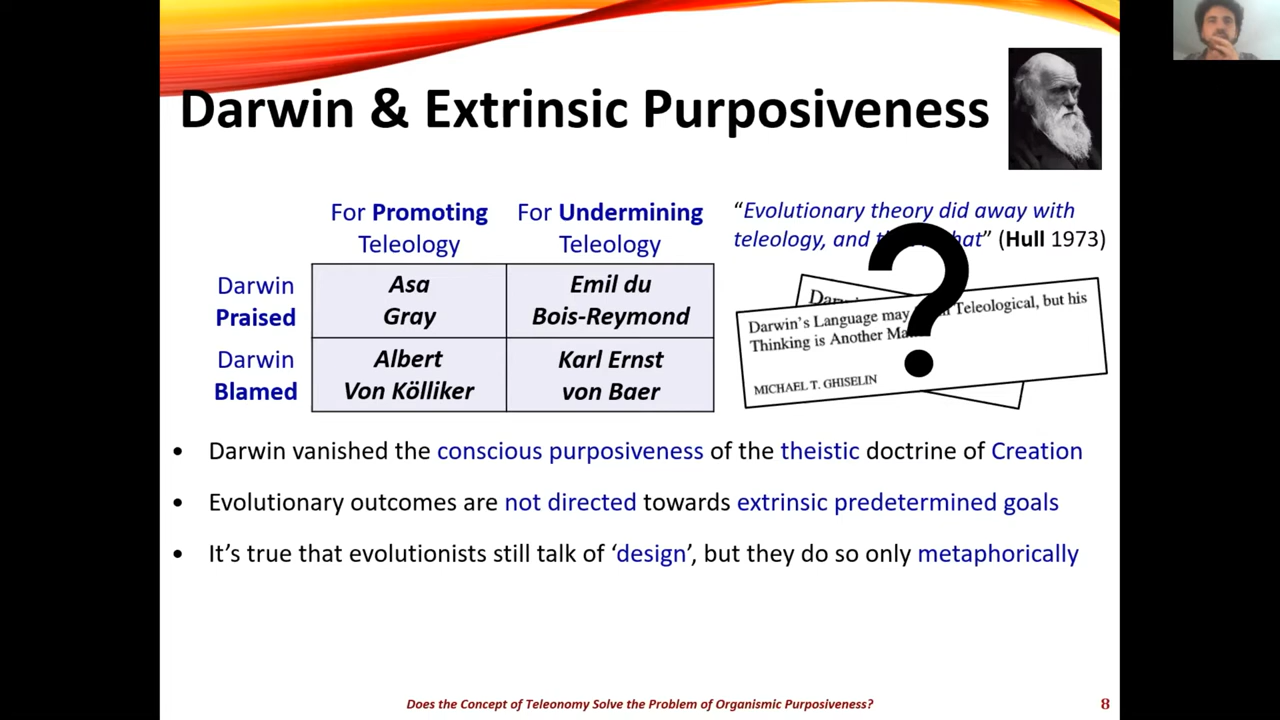 Darwin & Extrinsic Purposiveness
For Promoting
Teleology
For Undermining
Teleology
Darwin
Praised
Asa
Gray
Emil du
Bois-Reymond
Darwin
Blamed
Albert
Von Kölliker
Karl Ernst
von Baer
“Evolutionary theory did away with
teleology, and” (Hull 1973)
?
Darwin's Language may Teleological, but his
Thinking is Another
MICHAEL T. GHISELIN
• Darwin vanished the conscious purposiveness of the theistic doctrine of Creation
• Evolutionary outcomes are not directed towards extrinsic predetermined goals
• It’s true that evolutionists still talk of ‘design’, but they do so only metaphorically
Does the Concept of Teleonomy Solve the Problem of Organismic Purposiveness?
8